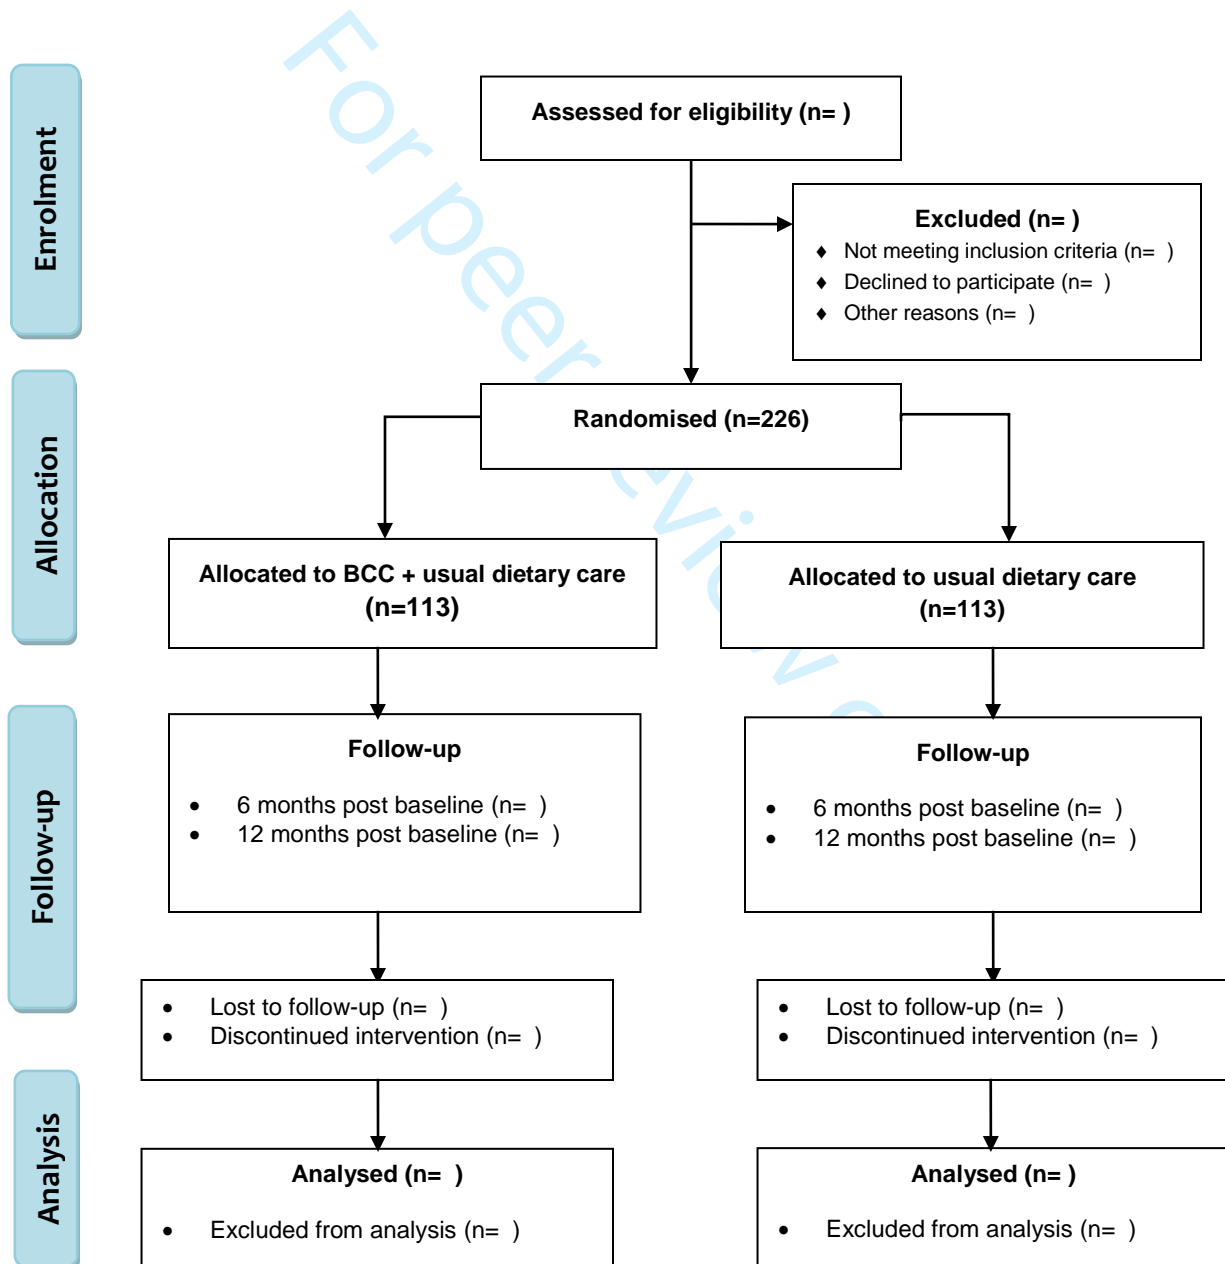 For peer review o
Enrolment
Assessed for eligibility (n= )
Excluded (n= )
♦ Not meeting inclusion criteria (n= )
♦ Declined to participate (n= )
♦ Other reasons (n= )
Allocation
Randomised (n=226)
Allocated to BCC + usual dietary care
(n=113)
Allocated to usual dietary care
(n=113)
Follow-up
Follow-up
• 6 months post baseline (n= )
• 12 months post baseline (n= )
Follow-up
• 6 months post baseline (n= )
• 12 months post baseline (n= )
• Lost to follow-up (n= )
• Discontinued intervention (n= )
• Lost to follow-up (n= )
• Discontinued intervention (n= )
Analysis
Analysed (n= )
• Excluded from analysis (n= )
Analysed (n= )
• Excluded from analysis (n= )